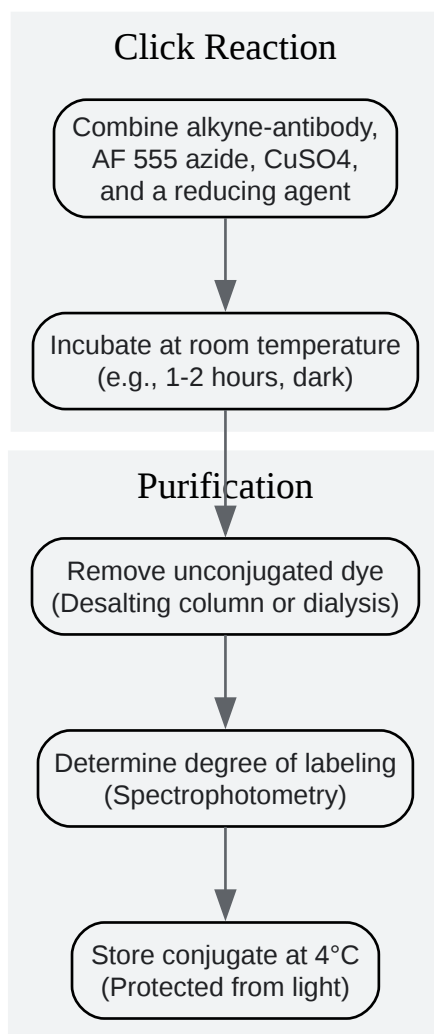 Click Reaction
Combine alkyne-antibody,
AF 555 azide, CuSO4,
and a reducing agent
Incubate at room temperature
(e.g., 1-2 hours, dark)
Purification
Remove unconjugated dye
(Desalting column or dialysis)
Determine degree of labeling
(Spectrophotometry)
Store conjugate at 4°C
(Protected from light)